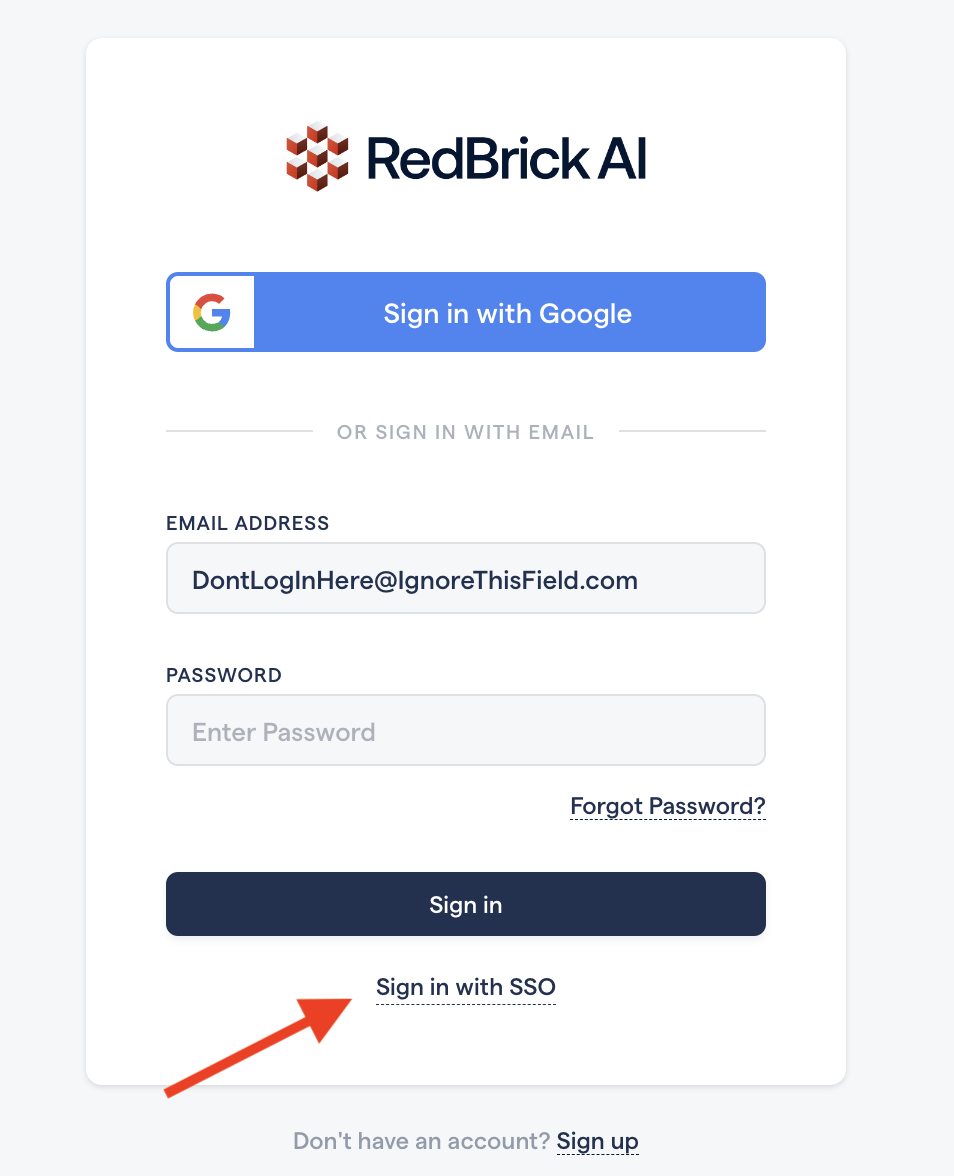 RedBrick AI
Sign in with Google
OR SIGN IN WITH EMAIL
EMAIL ADDRESS
DontLogInHere@IgnoreThisField.com
PASSWORD
Enter Password
Forgot Password?
Sign in
Sign in with SSO
Don't have an account? Sign up